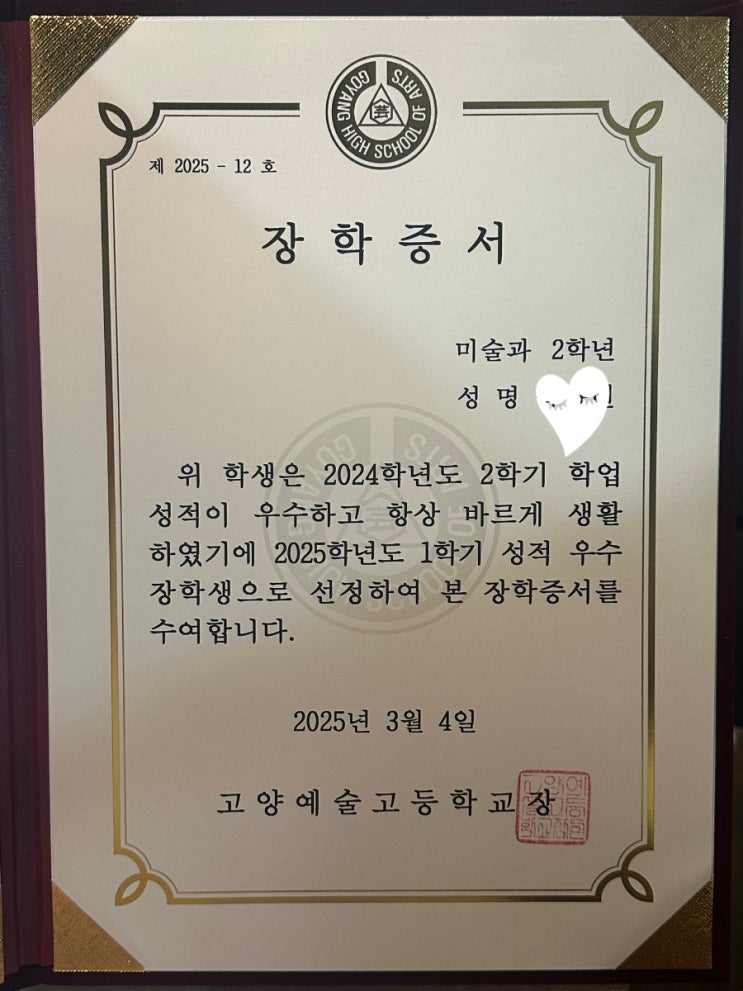 GOYANG HIGH SCHOOL OF ARTS
제 2025 - 12 호
장 학 증 서
미술과 2학년
성 명
위 학생은 2024학년도 2학기 학업
성적이 우수하고 항상 바르게 생활
하였기에 2025학년도 1학기 성적 우수
장학생으로 선정하여 본 장학증서를
수여합니다.
2025년 3월 4일
고양예술고등학교장